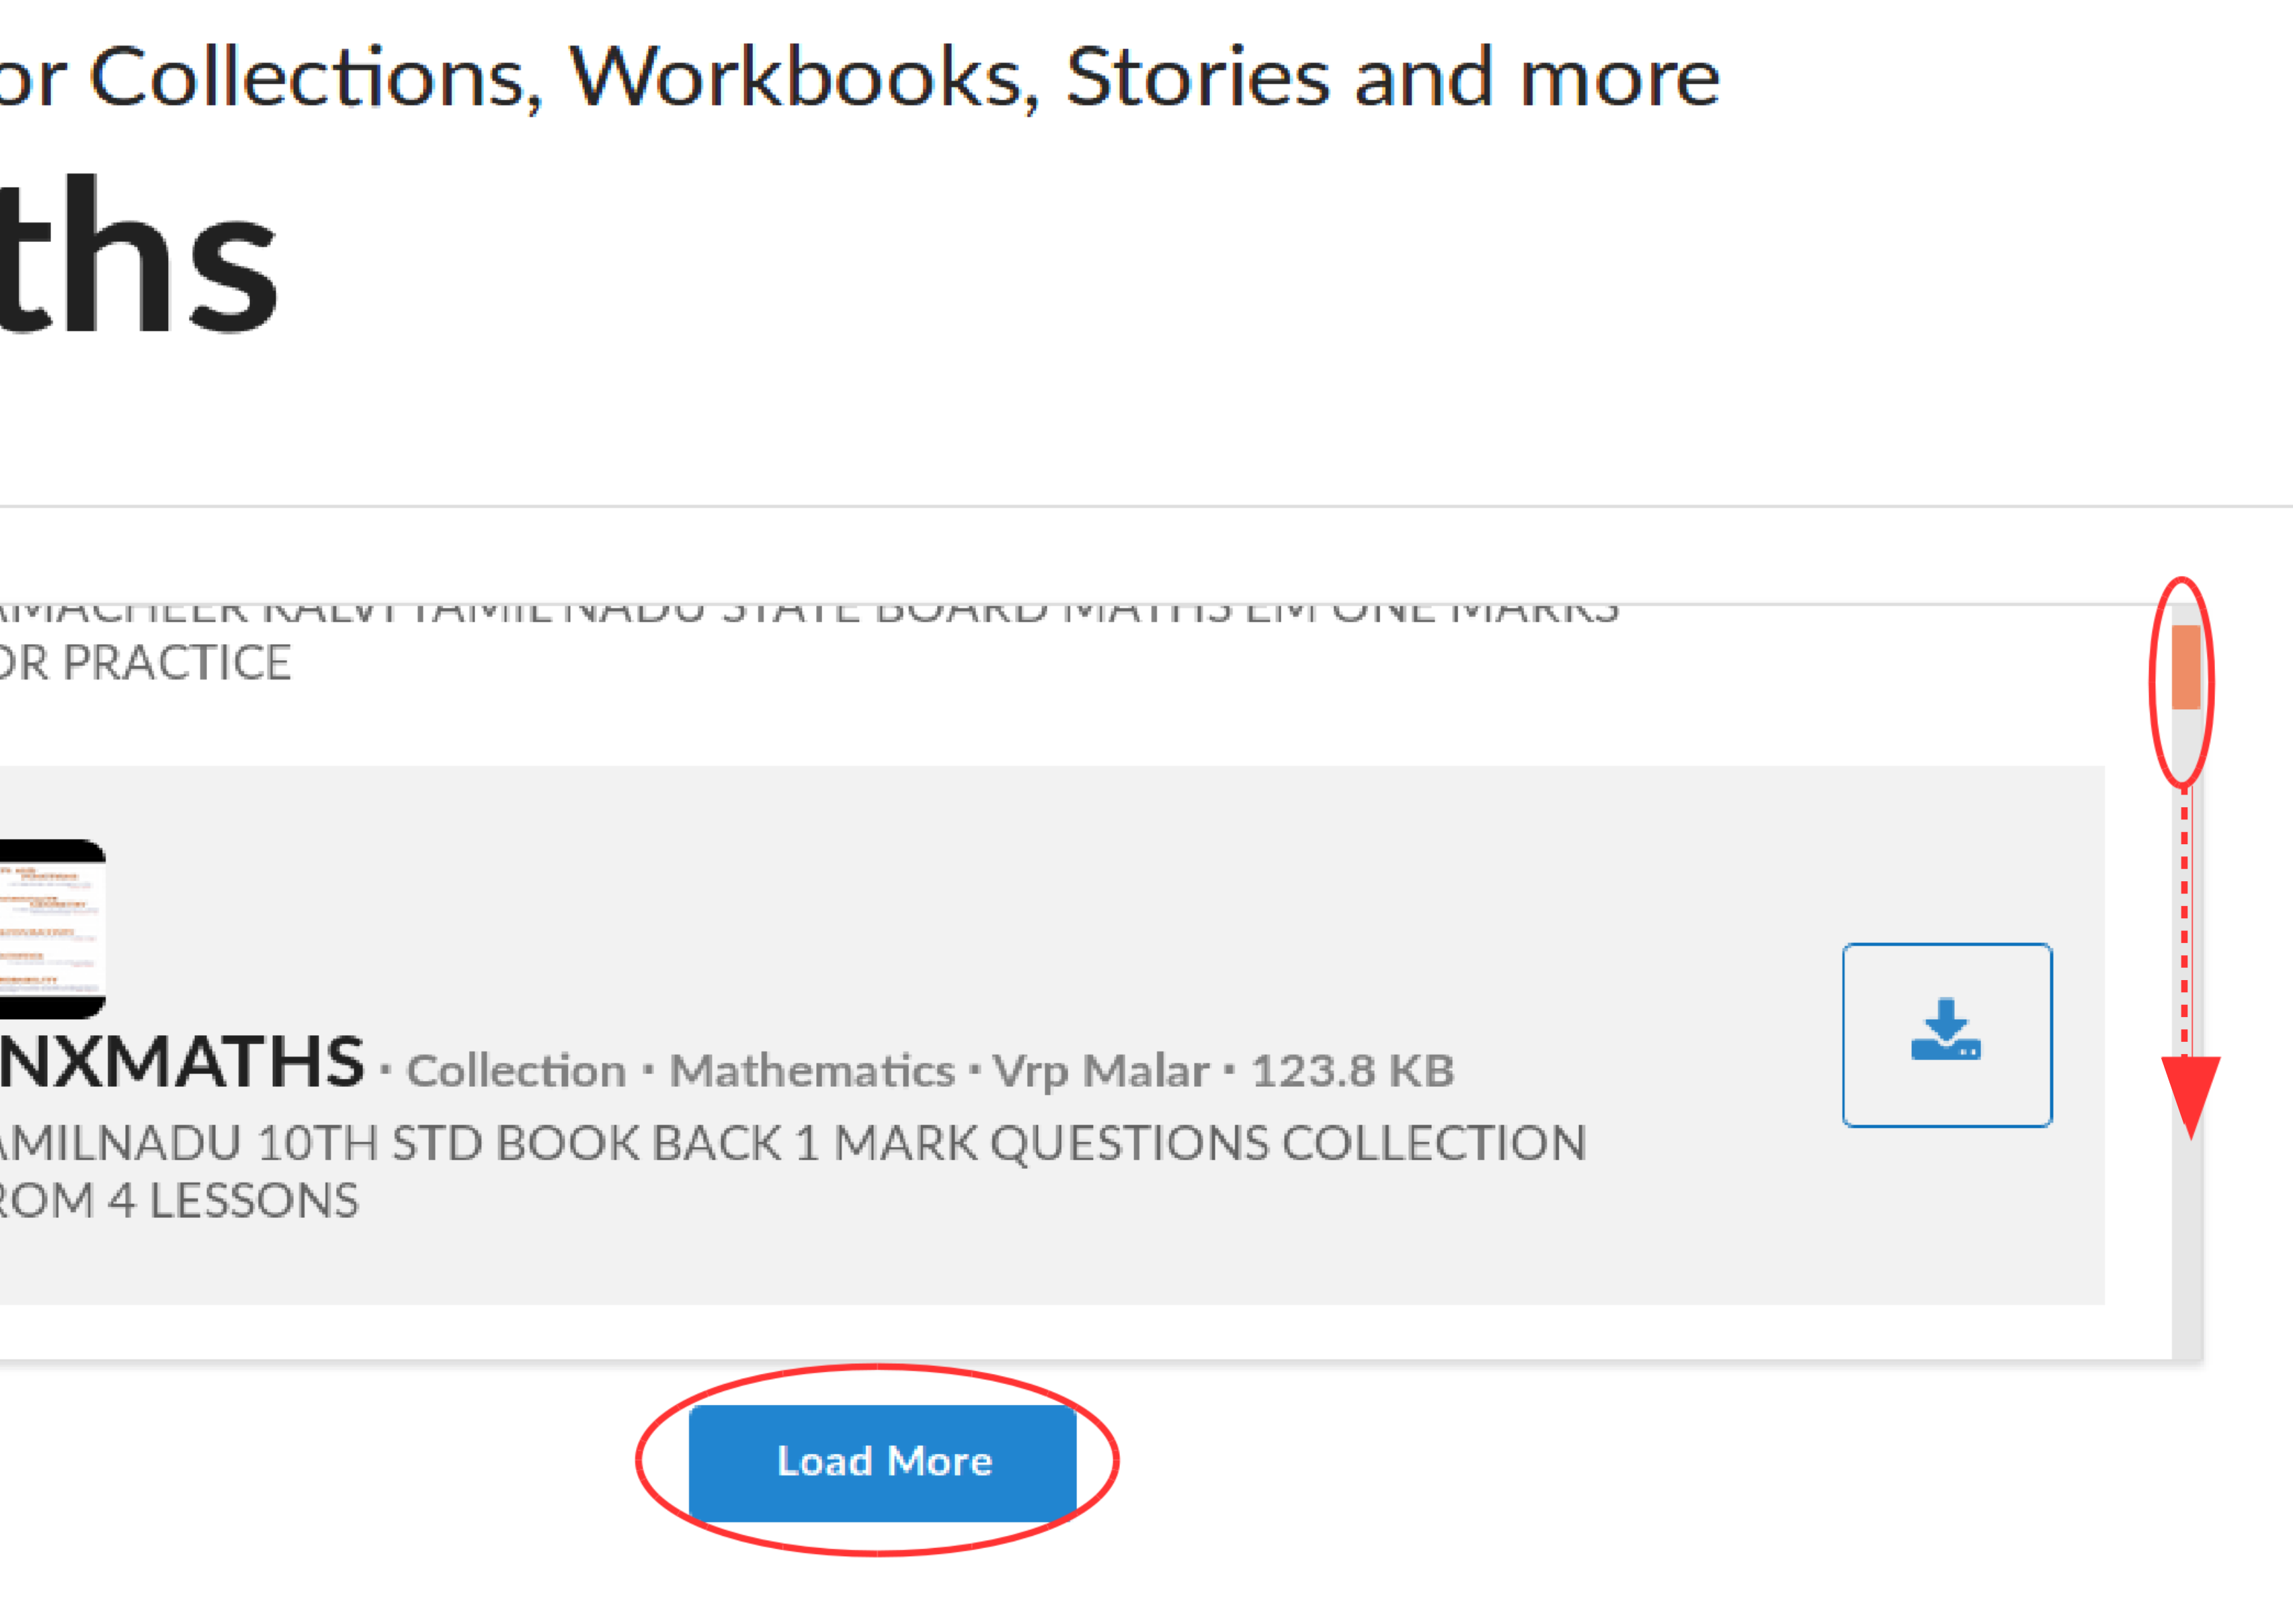 or Collections, Workbooks, Stories and more
ths
AMACHEER KALVI TAMIL NADU STATE BOARD MATHS EM ONE MARKS
OR PRACTICE
NXMATHS · Collection · Mathematics · Vrp Malar · 123.8 KB
AMILNADU 10TH STD BOOK BACK 1 MARK QUESTIONS COLLECTION
ROM 4 LESSONS
Load More